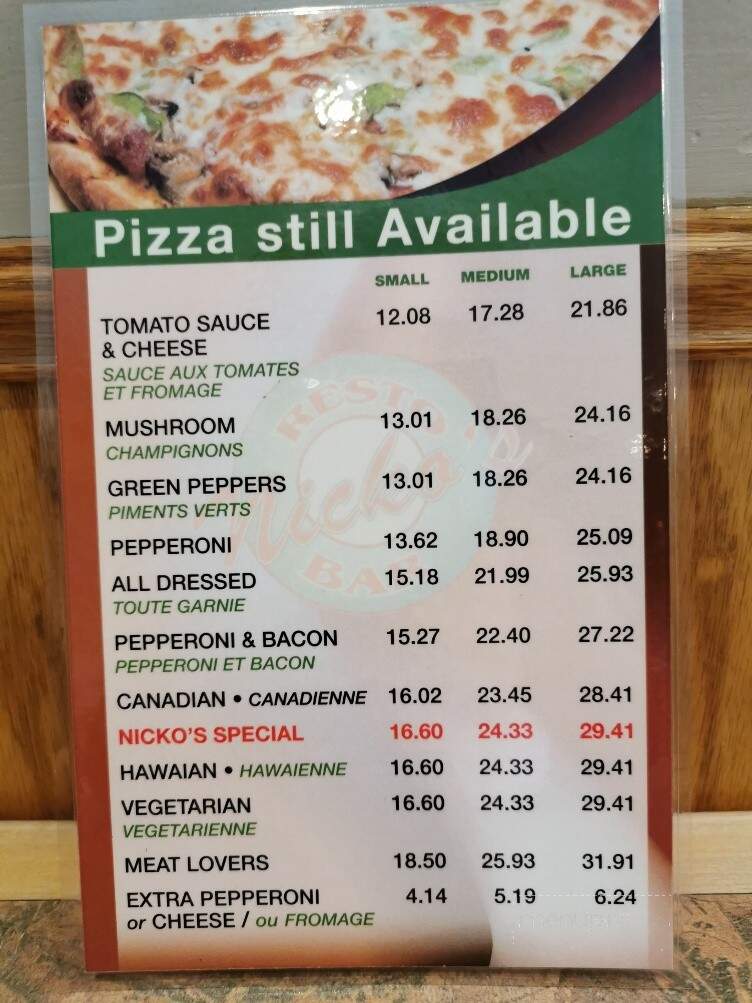 Pizza still Available
SMALL MEDIUM LARGE
TOMATO SAUCE 12.08 17.28 21.86
& CHEESE
SAUCE AUX TOMATES
ET FROMAGE
RESTO
Nicko's
BAR
MUSHROOM 13.01 18.26 24.16
CHAMPIGNONS
GREEN PEPPERS 13.01 18.26 24.16
PIMENTS VERTS
PEPPERONI 13.62 18.90 25.09
ALL DRESSED 15.18 21.99 25.93
TOUTE GARNIE
PEPPERONI & BACON 15.27 22.40 27.22
PEPPERONI ET BACON
CANADIAN • CANADIENNE 16.02 23.45 28.41
NICKO'S SPECIAL 16.60 24.33 29.41
HAWAIAN • HAWAIENNE 16.60 24.33 29.41
VEGETARIAN 16.60 24.33 29.41
VEGETARIENNE
MEAT LOVERS 18.50 25.93 31.91
EXTRA PEPPERONI 4.14 5.19 6.24
or CHEESE / ou FROMAGE